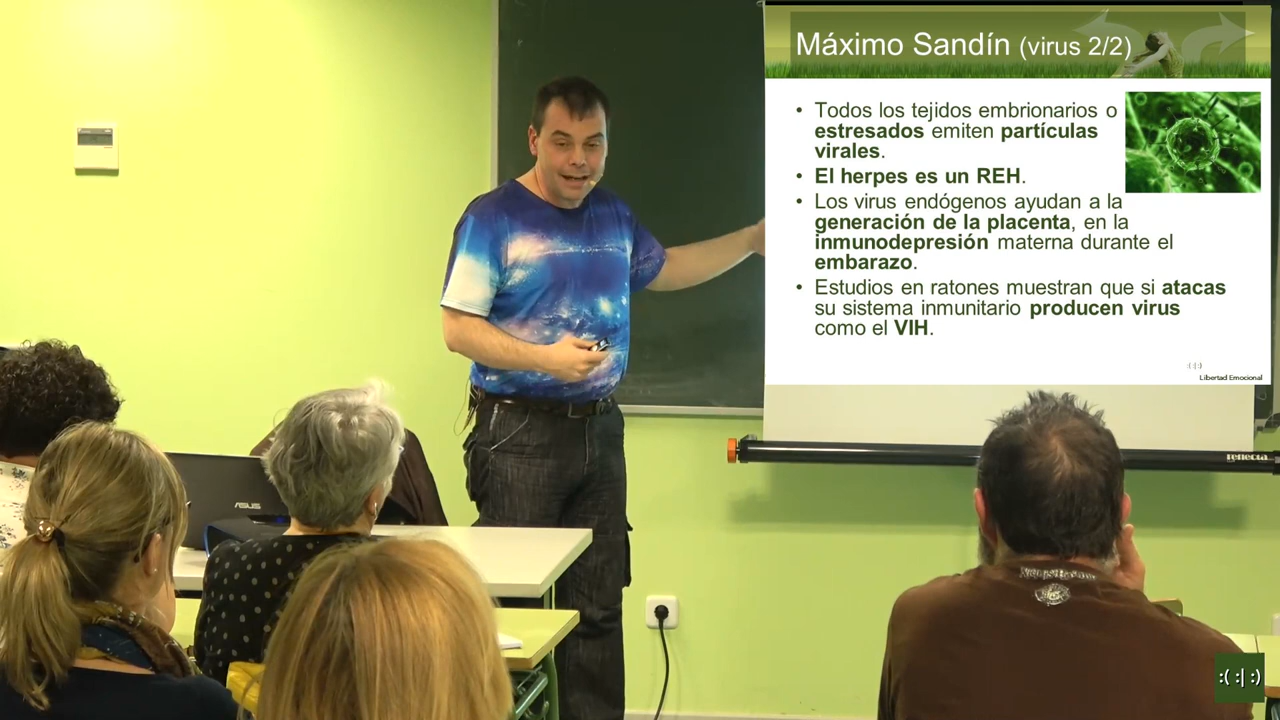 Máximo Sandín (virus 2/2)
• Todos los tejidos embrionarios o
estresados emiten partículas
virales.
• El herpes es un REH.
• Los virus endógenos ayudan a la
generación de la placenta, en la
inmunodepresión materna durante el
embarazo.
• Estudios en ratones muestran que si atacas
su sistema inmunitario producen virus
como el VIH.
:(:|:)
Libertad Emocional
ASUS
reflecta
:( :| :)